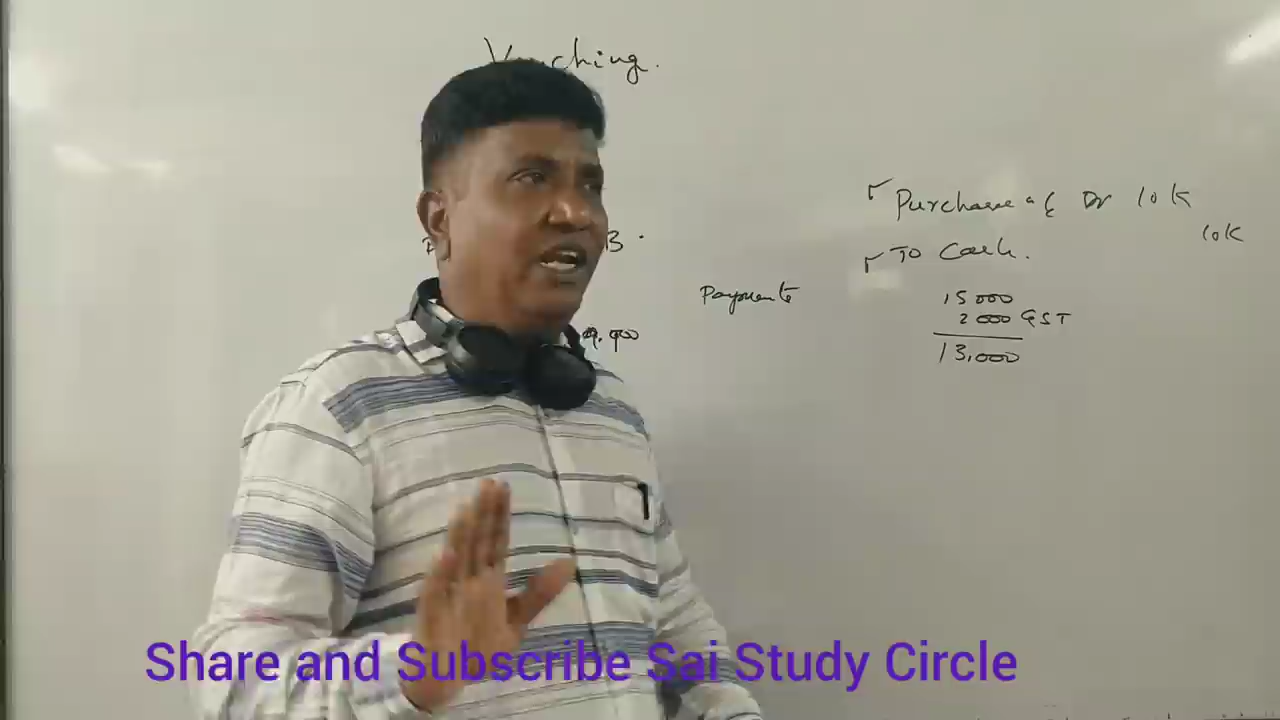 Vouching.
Purchase a/c Dr 10K
10K
To Cash.
Payments
15000
2000 GST
13,000
Share and Subscribe Sai Study Circle